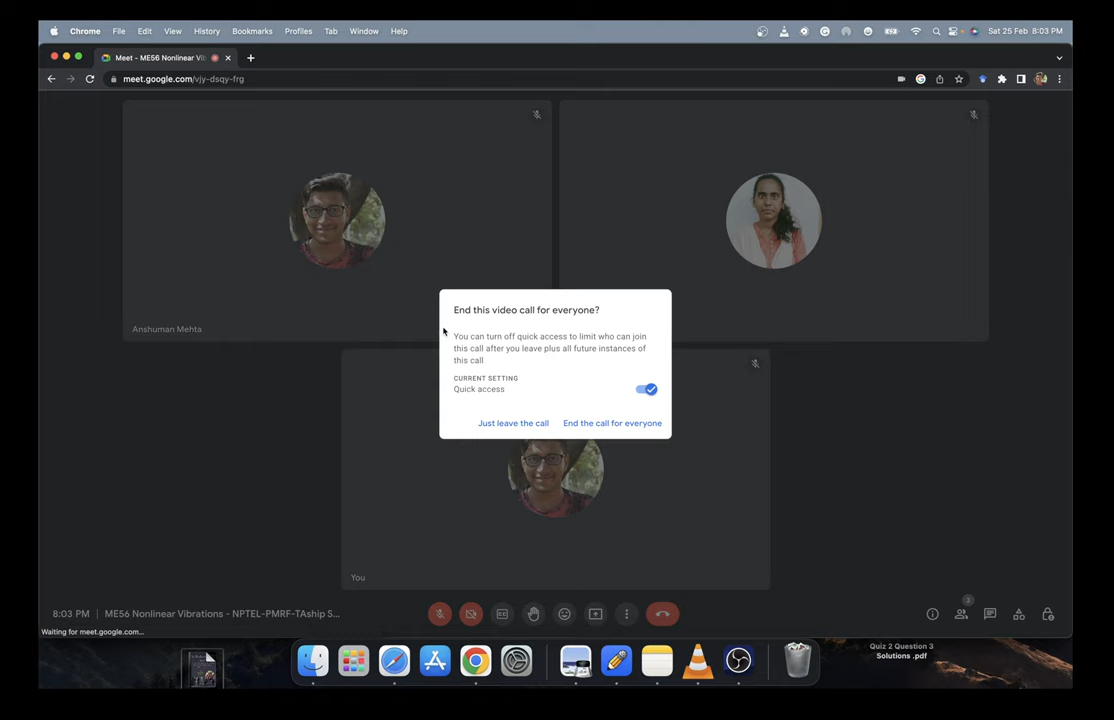 Chrome File Edit View History Bookmarks Profiles Tab Window Help
Sat 25 Feb 8:03 PM
Meet - ME56 Nonlinear Vib
meet.google.com/vjy-dsqy-frg
Anshuman Mehta
End this video call for everyone?
You can turn off quick access to limit who can join
this call after you leave plus all future instances of
this call
CURRENT SETTING
Quick access
Just leave the call End the call for everyone
You
3
8:03 PM | ME56 Nonlinear Vibrations - NPTEL-PMRF-TAship S...
Waiting for meet.google.com...
Quiz 2 Question 3
Solutions .pdf